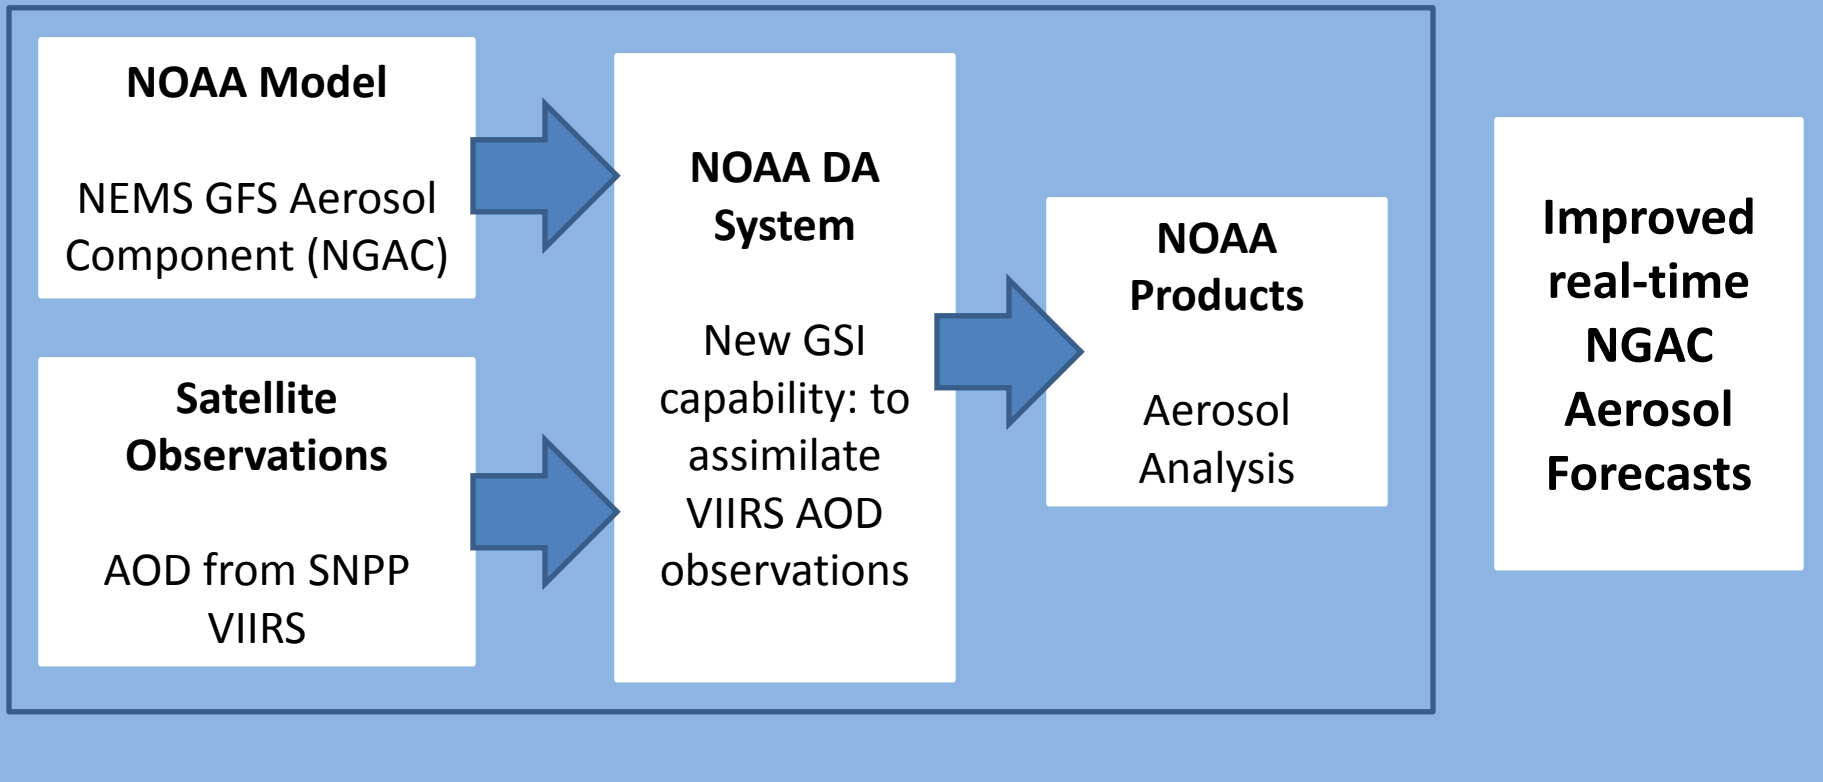 NOAA Model
NEMS GFS Aerosol
Component (NGAC)
Satellite
Observations
AOD from SNPP
VIIRS
NOAA DA
System
New GSI
capability: to
assimilate
VIIRS AOD
observations
NOAA
Products
Aerosol
Analysis
Improved
real-time
NGAC
Aerosol
Forecasts